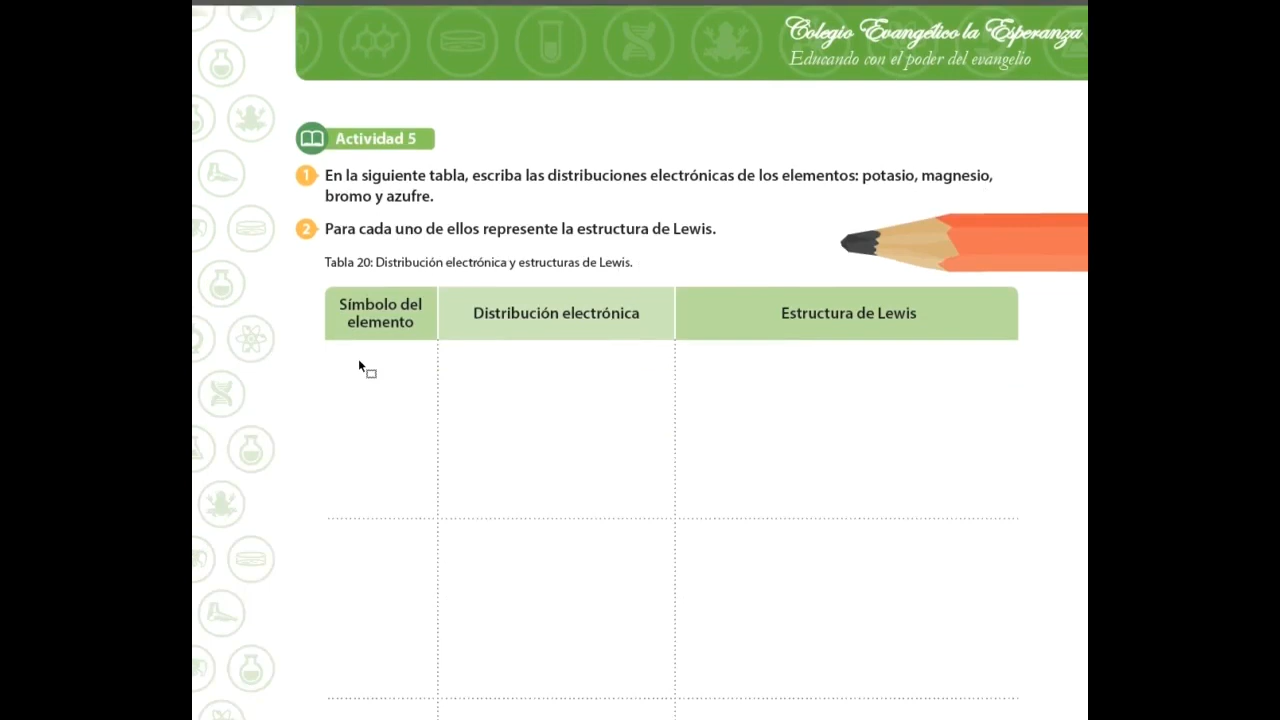 Colegio Evangélico la Esperanza
Educando con el poder del evangelio
Actividad 5
1 En la siguiente tabla, escriba las distribuciones electrónicas de los elementos: potasio, magnesio,
bromo y azufre.
2 Para cada uno de ellos represente la estructura de Lewis.
Tabla 20: Distribución electrónica y estructuras de Lewis.
Símbolo del
elemento
Distribución electrónica
Estructura de Lewis